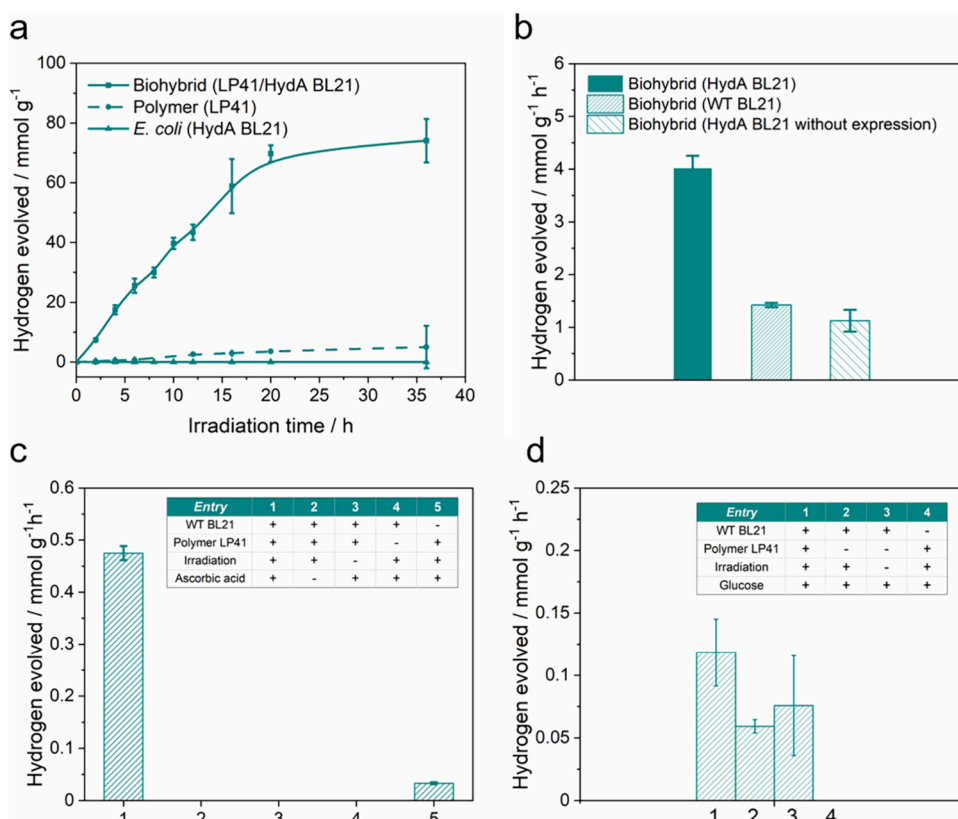 a
Hydrogen evolved / mmol g⁻¹
100
80
60
40
20
0
Biohybrid (LP41/HydA BL21)
Polymer (LP41)
E. coli (HydA BL21)
0 5 10 15 20 25 30 35 40
Irradiation time / h
b
Hydrogen evolved / mmol g⁻¹ h⁻¹
6
5
4
3
2
1
0
Biohybrid (HydA BL21)
Biohybrid (WT BL21)
Biohybrid (HydA BL21 without expression)
c
Hydrogen evolved / mmol g⁻¹h⁻¹
0.6
0.5
0.4
0.3
0.2
0.1
0
Entry 1 2 3 4 5
WT BL21 + + + + -
Polymer LP41 + + + - +
Irradiation + + - + +
Ascorbic acid + - + + +
1 2 3 4 5
d
Hydrogen evolved / mmol g⁻¹ h⁻¹
0.25
0.20
0.15
0.10
0.05
0
Entry 1 2 3 4
WT BL21 + + + -
Polymer LP41 + - - +
Irradiation + + - +
Glucose + + + +
1 2 3 4